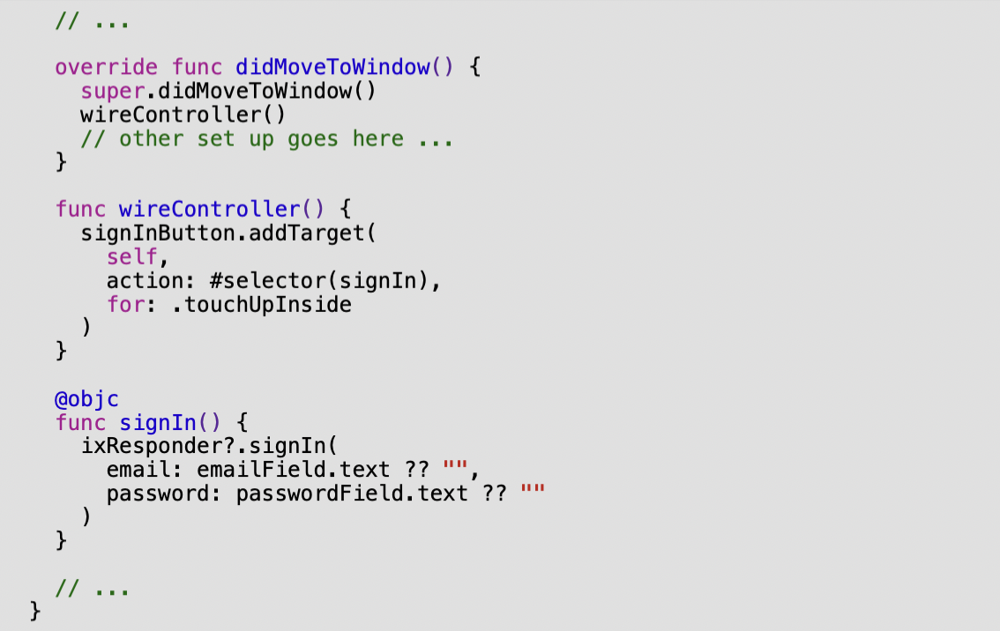 // ...
override func didMoveToWindow() {
super.didMoveToWindow()
wireController()
// other set up goes here ...
}
func wireController() {
signInButton.addTarget(
self,
action: #selector(signIn),
for: .touchUpInside
)
}
@objc
func signIn() {
ixResponder?.signIn(
email: emailField.text ?? "",
password: passwordField.text ?? ""
)
}
// ...
}